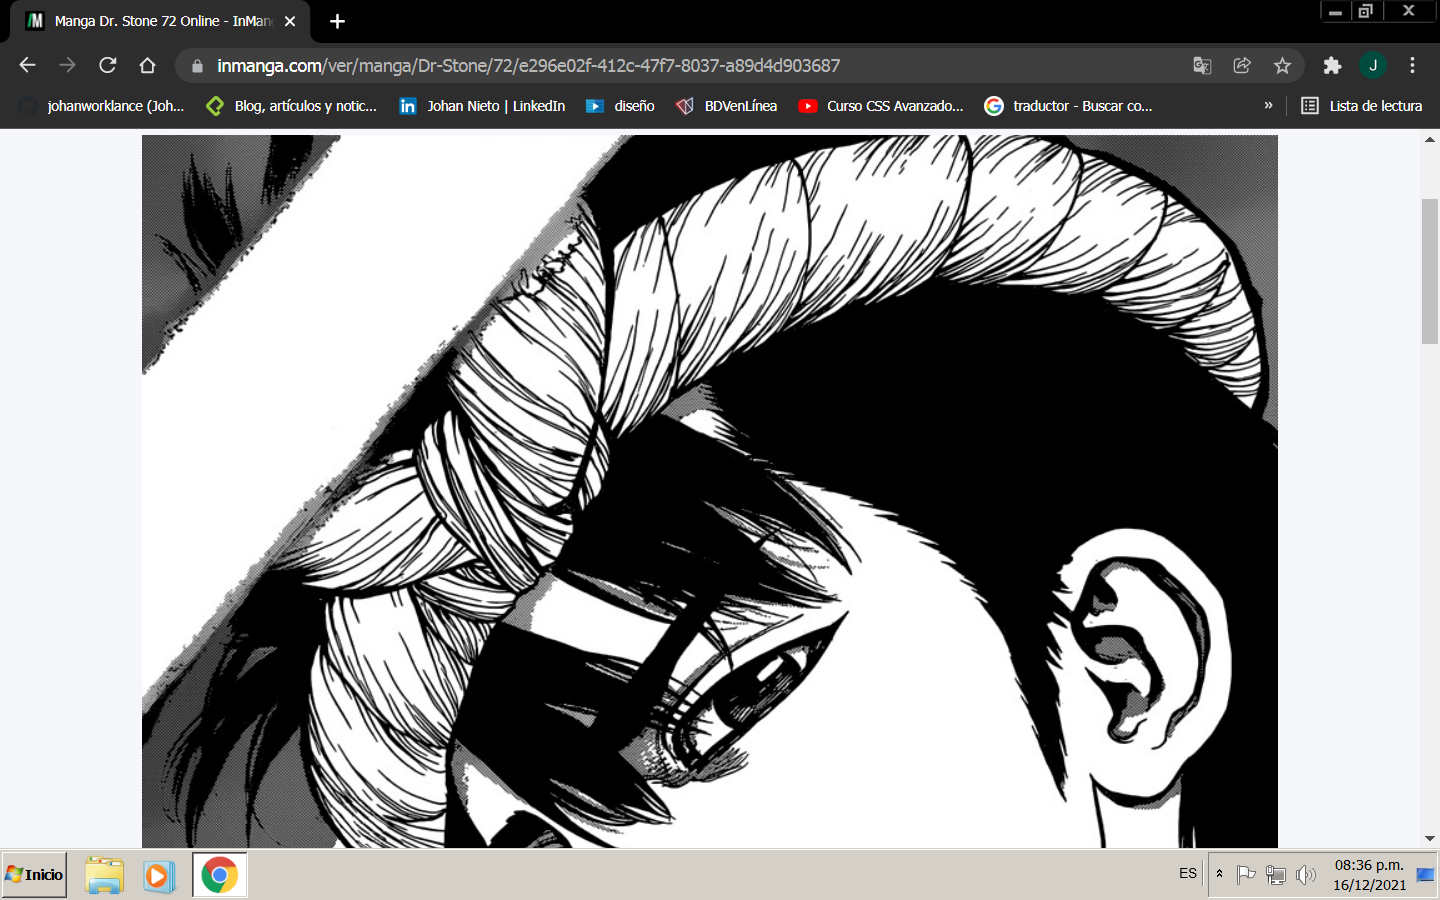 Manga Dr. Stone 72 Online - InMan
inmanga.com/ver/manga/Dr-Stone/72/e296e02f-412c-47f7-8037-a89d4d903687
J
johanworklance (Joh...
Blog, artículos y notic...
Johan Nieto | LinkedIn
diseño
BDVenLínea
Curso CSS Avanzado...
traductor - Buscar co...
»
Lista de lectura
Inicio
ES
08:36 p.m.
16/12/2021